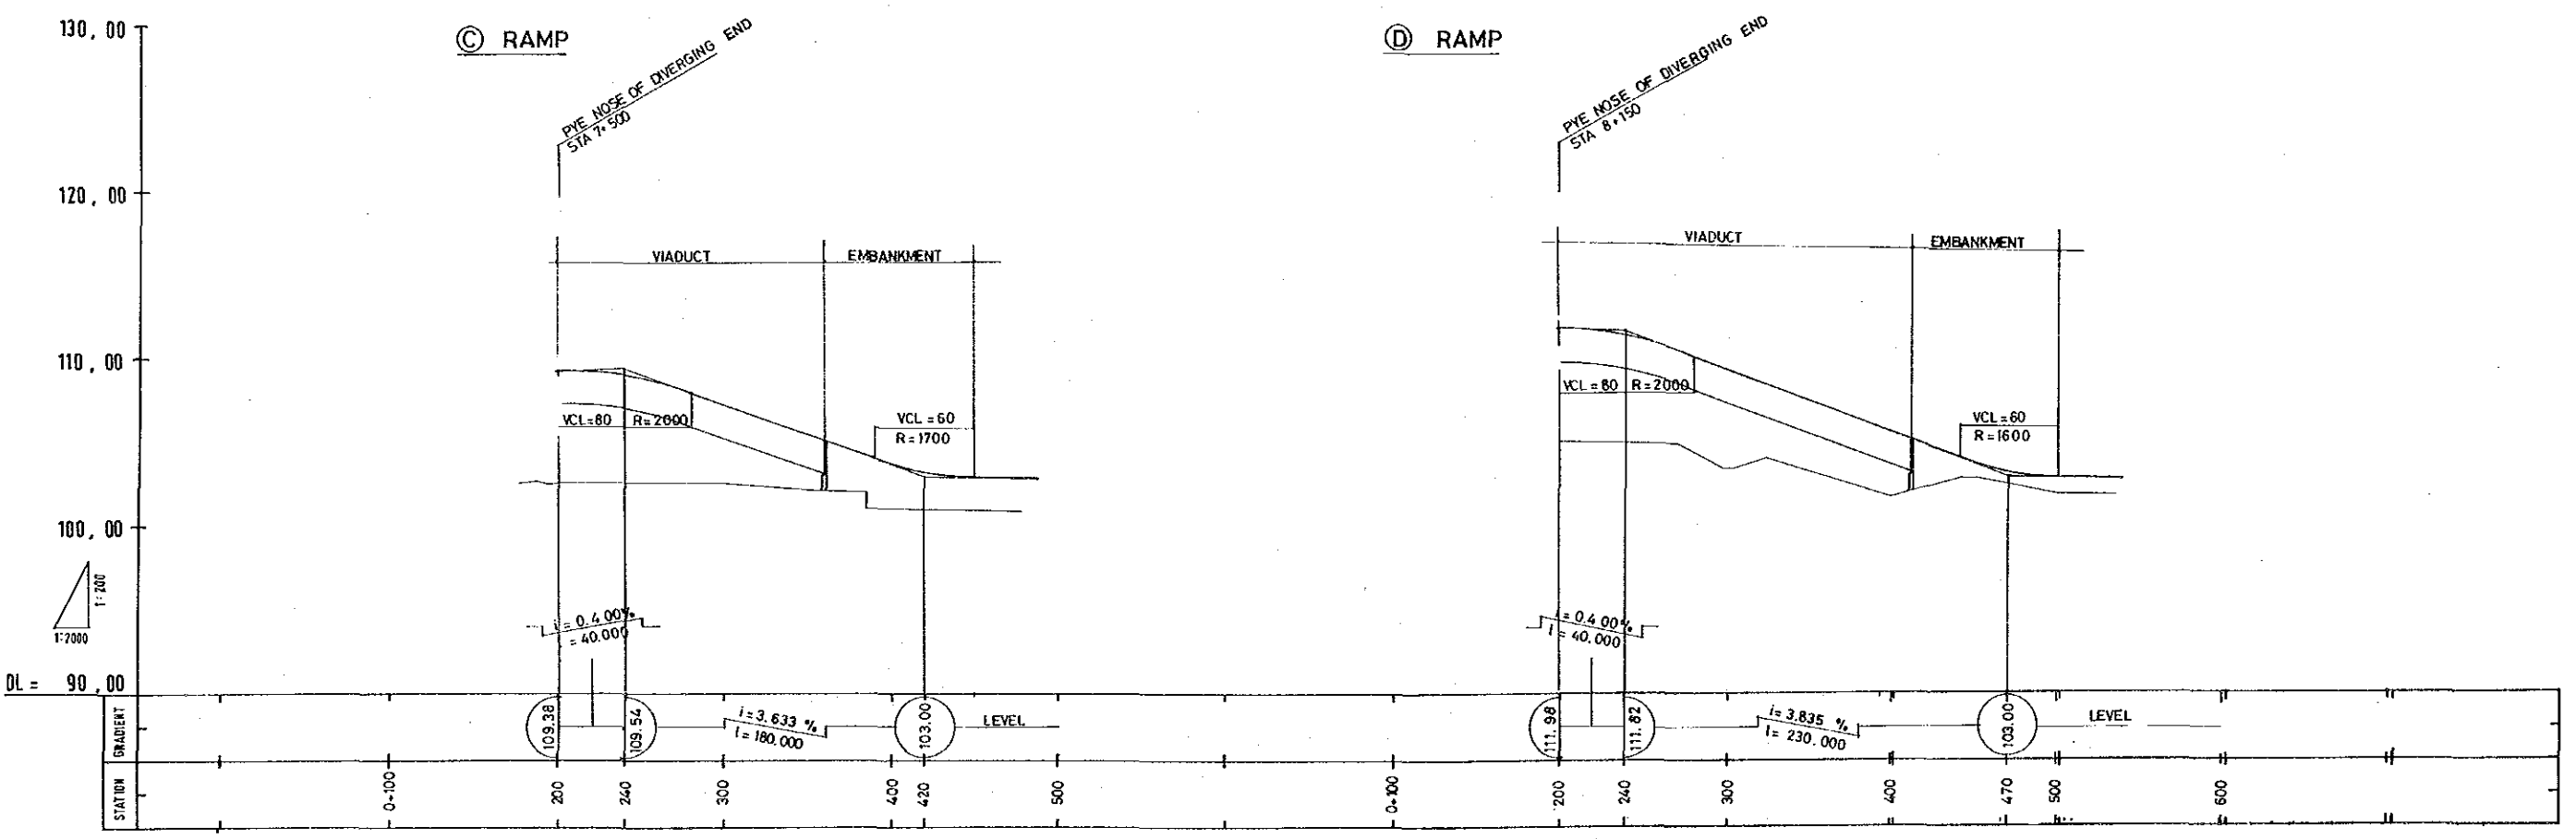 130,00
120,00
110,00
100,00
1:200
1:2000
DL = 90,00
GRADIENT
STATION
Ⓒ RAMP
PYE NOSE OF DIVERGING END
STA 7+500
VIADUCT
EMBANKMENT
VCL=80 R=2000
VCL=60
R=1700
i=0.400%
=40.000
109.38
109.54
i=3.633 %
l=180.000
103.00
LEVEL
0+100
200
240
300
400
420
500
Ⓓ RAMP
PYE NOSE OF DIVERGING END
STA 8+150
VIADUCT
EMBANKMENT
VCL=80 R=2000
VCL=60
R=1600
i=0.400%
l=40.000
111.98
111.82
i=3.835 %
l=230.000
103.00
LEVEL
0+100
200
240
300
400
470
500
600